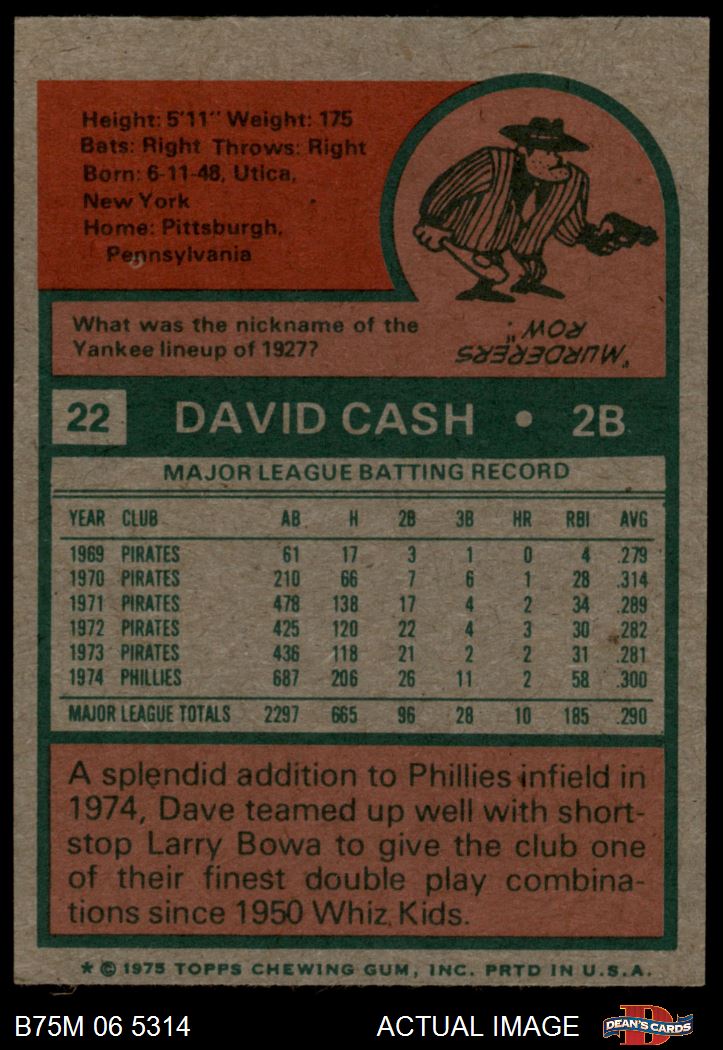 Height: 5'11" Weight: 175
Bats: Right Throws: Right
Born: 6-11-48, Utica,
New York
Home: Pittsburgh,
Pennsylvania
What was the nickname of the
Yankee lineup of 1927?
"MURDERERS
ROW".
22 DAVID CASH • 2B
MAJOR LEAGUE BATTING RECORD
YEAR CLUB AB H 2B 3B HR RBI AVG
1969 PIRATES 61 17 3 1 0 4 .279
1970 PIRATES 210 66 7 6 1 28 .314
1971 PIRATES 478 138 17 4 2 34 .289
1972 PIRATES 425 120 22 4 3 30 .282
1973 PIRATES 436 118 21 2 2 31 .281
1974 PHILLIES 687 206 26 11 2 58 .300
MAJOR LEAGUE TOTALS 2297 665 96 28 10 185 .290
A splendid addition to Phillies infield in
1974, Dave teamed up well with short-
stop Larry Bowa to give the club one
of their finest double play combina-
tions since 1950 Whiz Kids.
* © 1975 TOPPS CHEWING GUM, INC. PRTD IN U.S.A.
B75M 06 5314 ACTUAL IMAGE DEAN'S CARDS